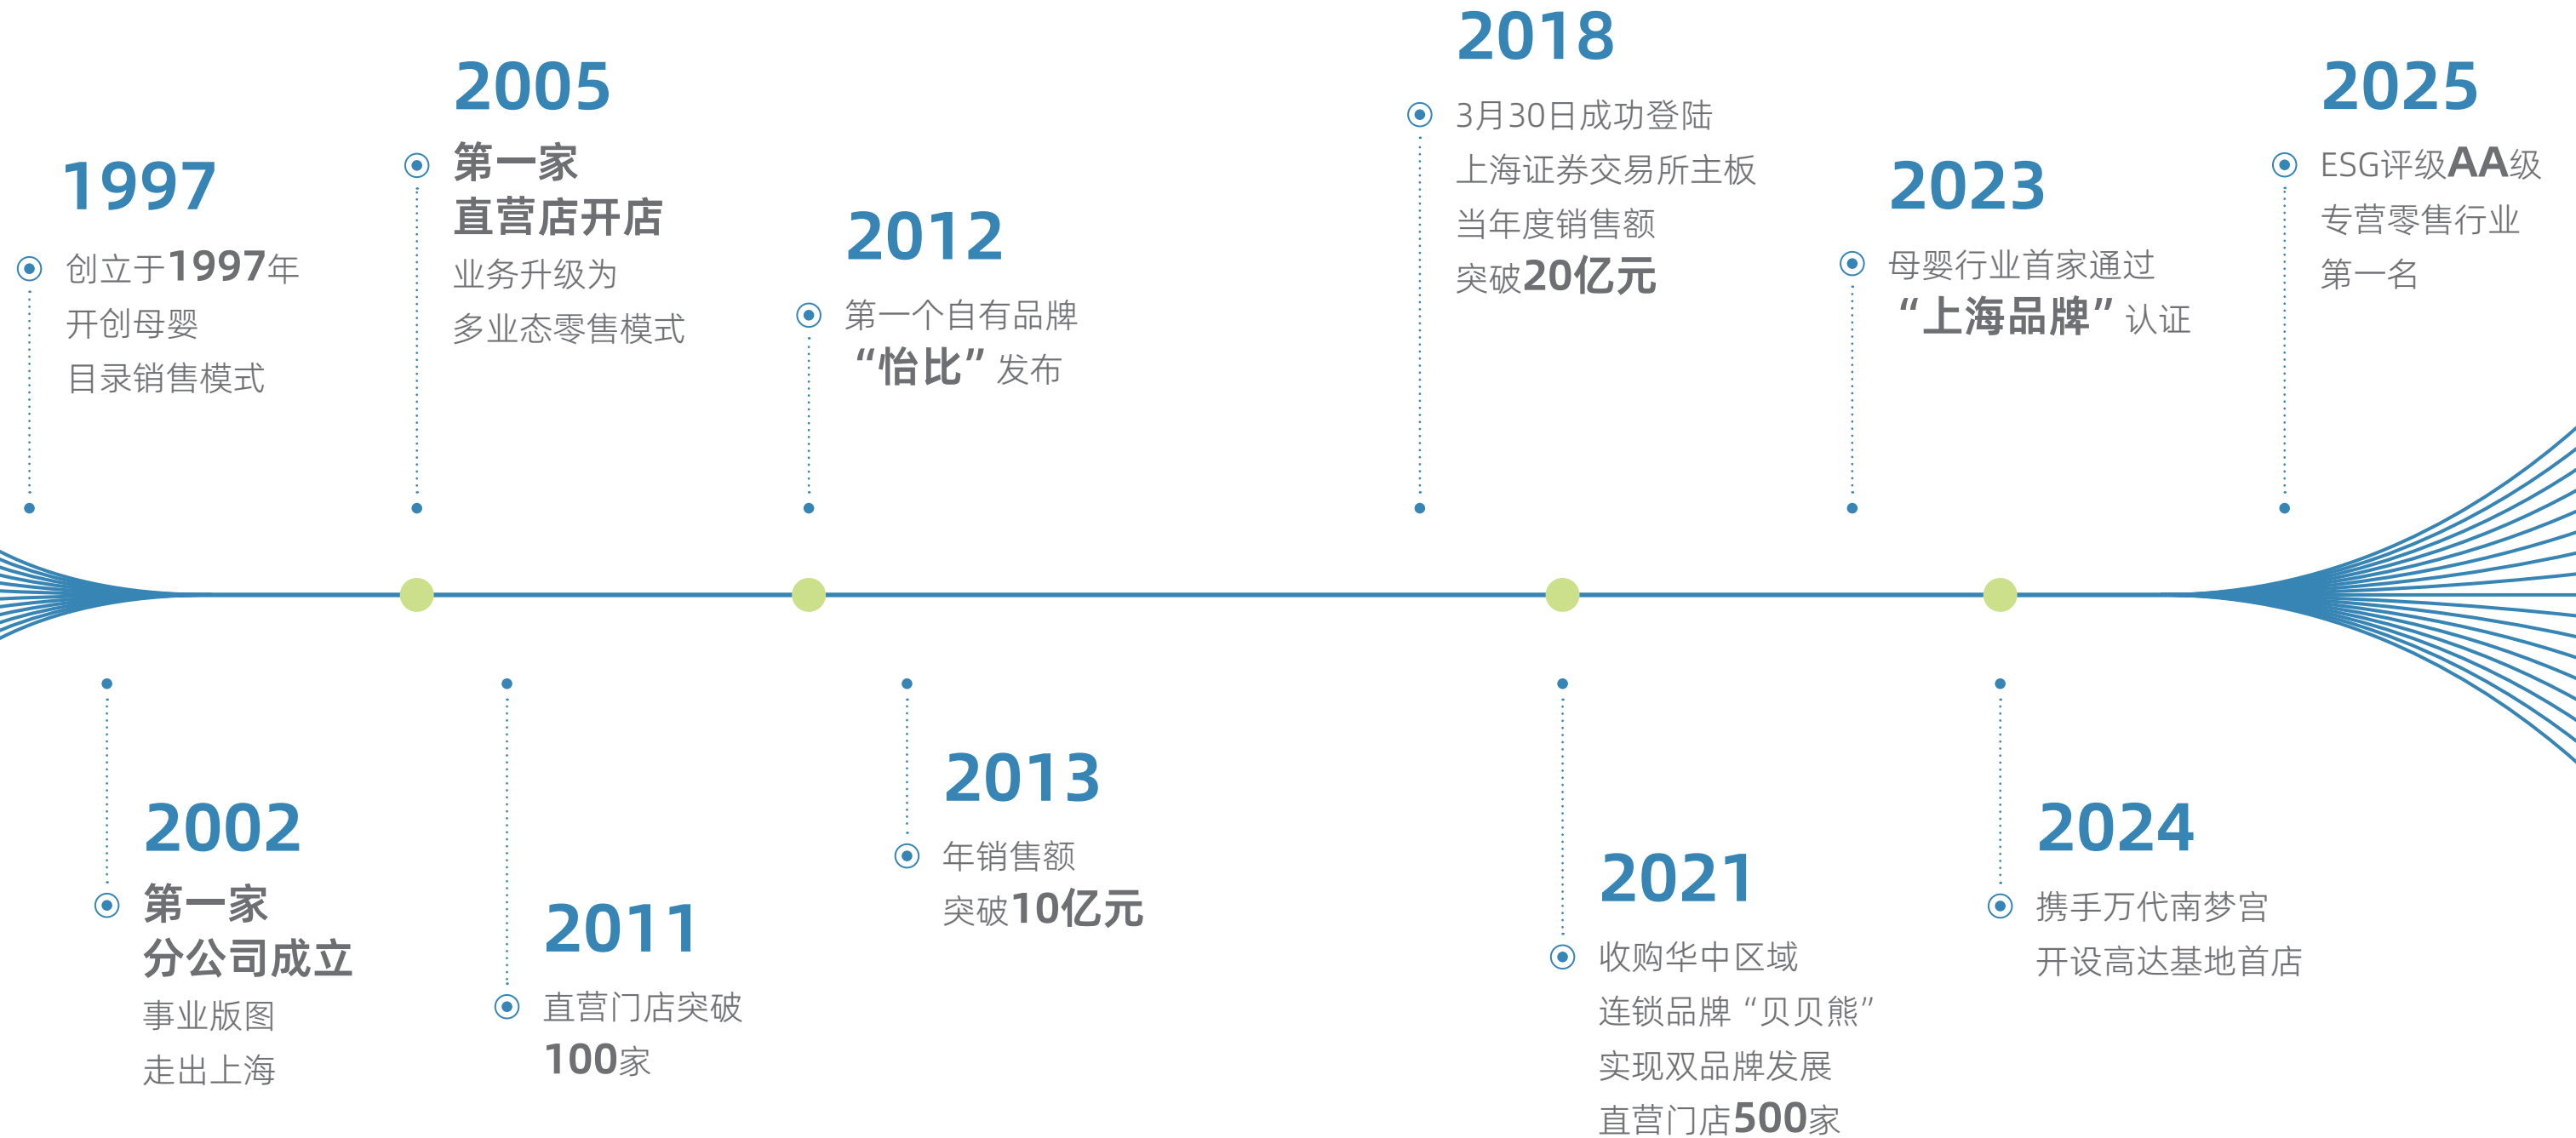 1997
创立于1997年
开创母婴
目录销售模式
2002
第一家
分公司成立
事业版图
走出上海
2005
第一家
直营店开店
业务升级为
多业态零售模式
2011
直营门店突破
100家
2012
第一个自有品牌
“怡比”发布
2013
年销售额
突破10亿元
2018
3月30日成功登陆
上海证券交易所主板
当年度销售额
突破20亿元
2021
收购华中区域
连锁品牌“贝贝熊”
实现双品牌发展
直营门店500家
2023
母婴行业首家通过
“上海品牌”认证
2024
携手万代南梦宫
开设高达基地首店
2025
ESG评级AA级
专营零售行业
第一名